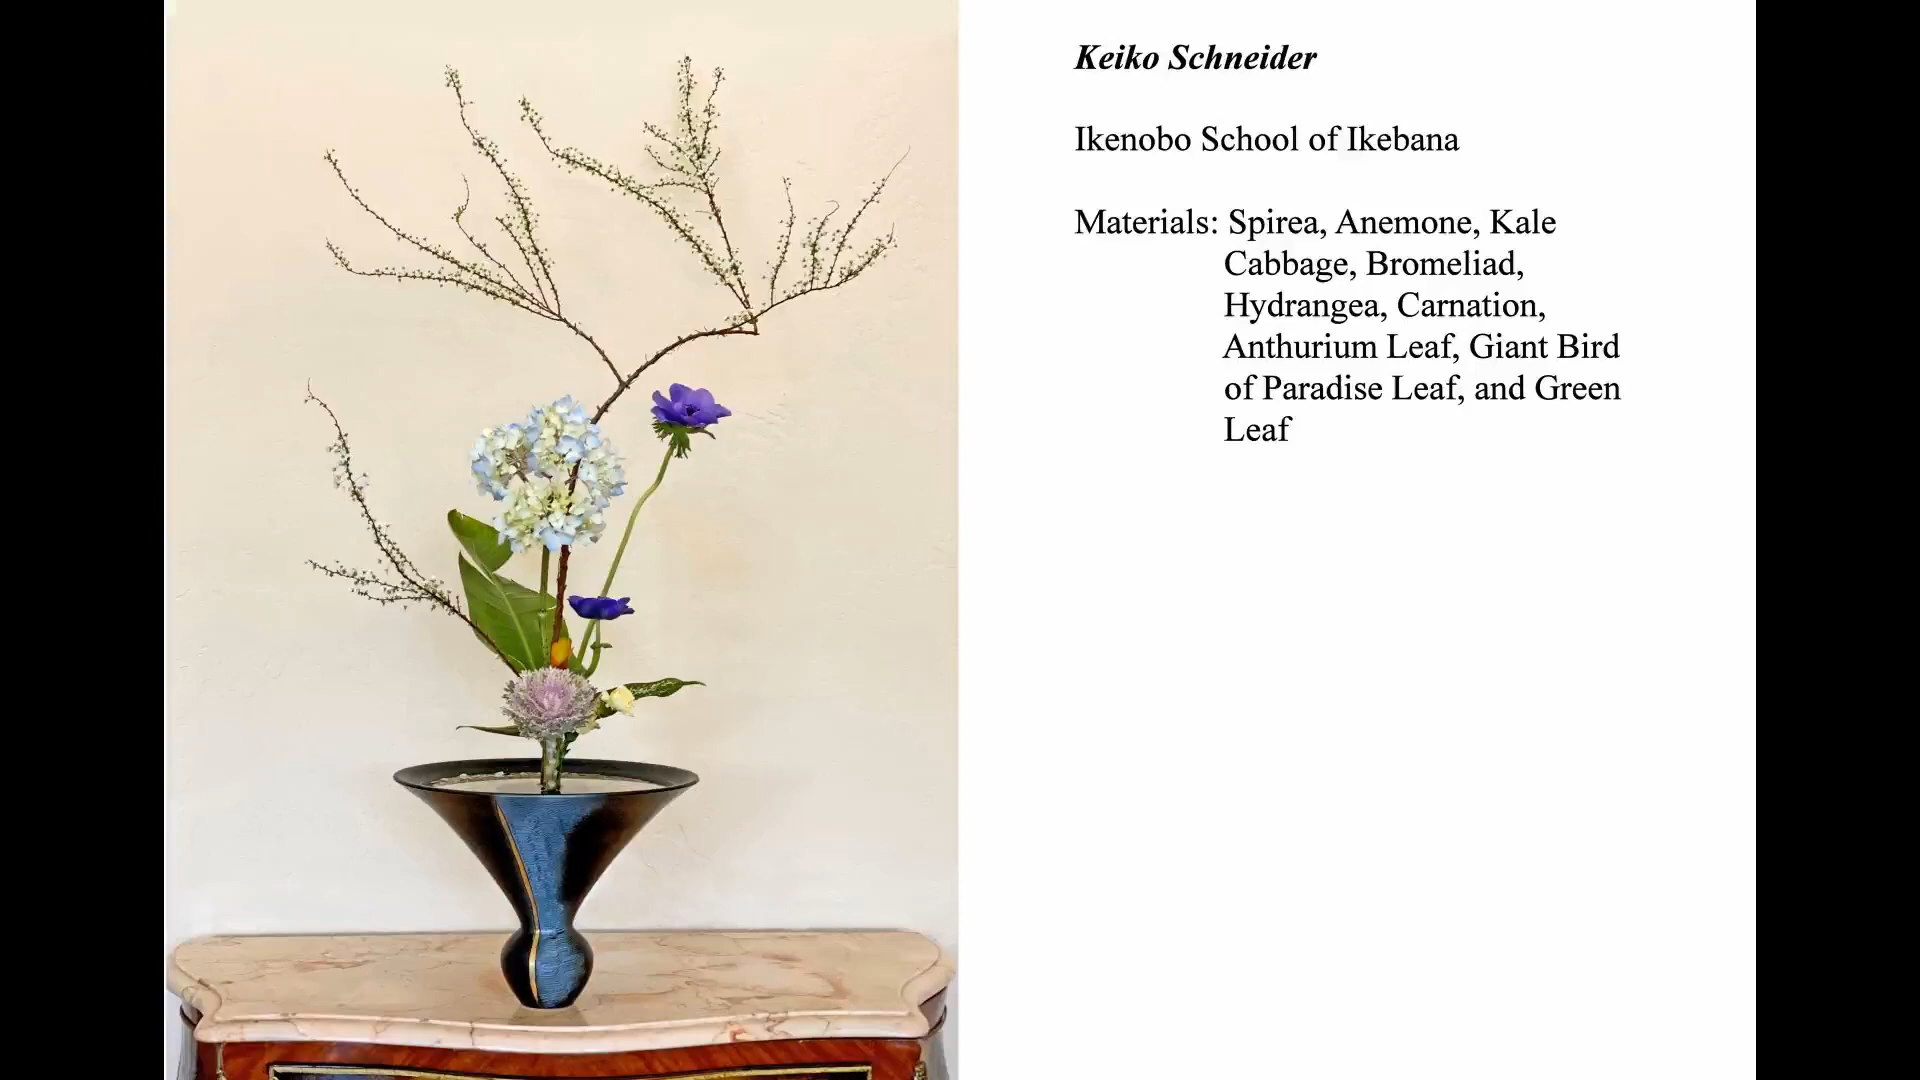 Keiko Schneider
Ikenobo School of Ikebana
Materials: Spirea, Anemone, Kale
Cabbage, Bromeliad,
Hydrangea, Carnation,
Anthurium Leaf, Giant Bird
of Paradise Leaf, and Green
Leaf